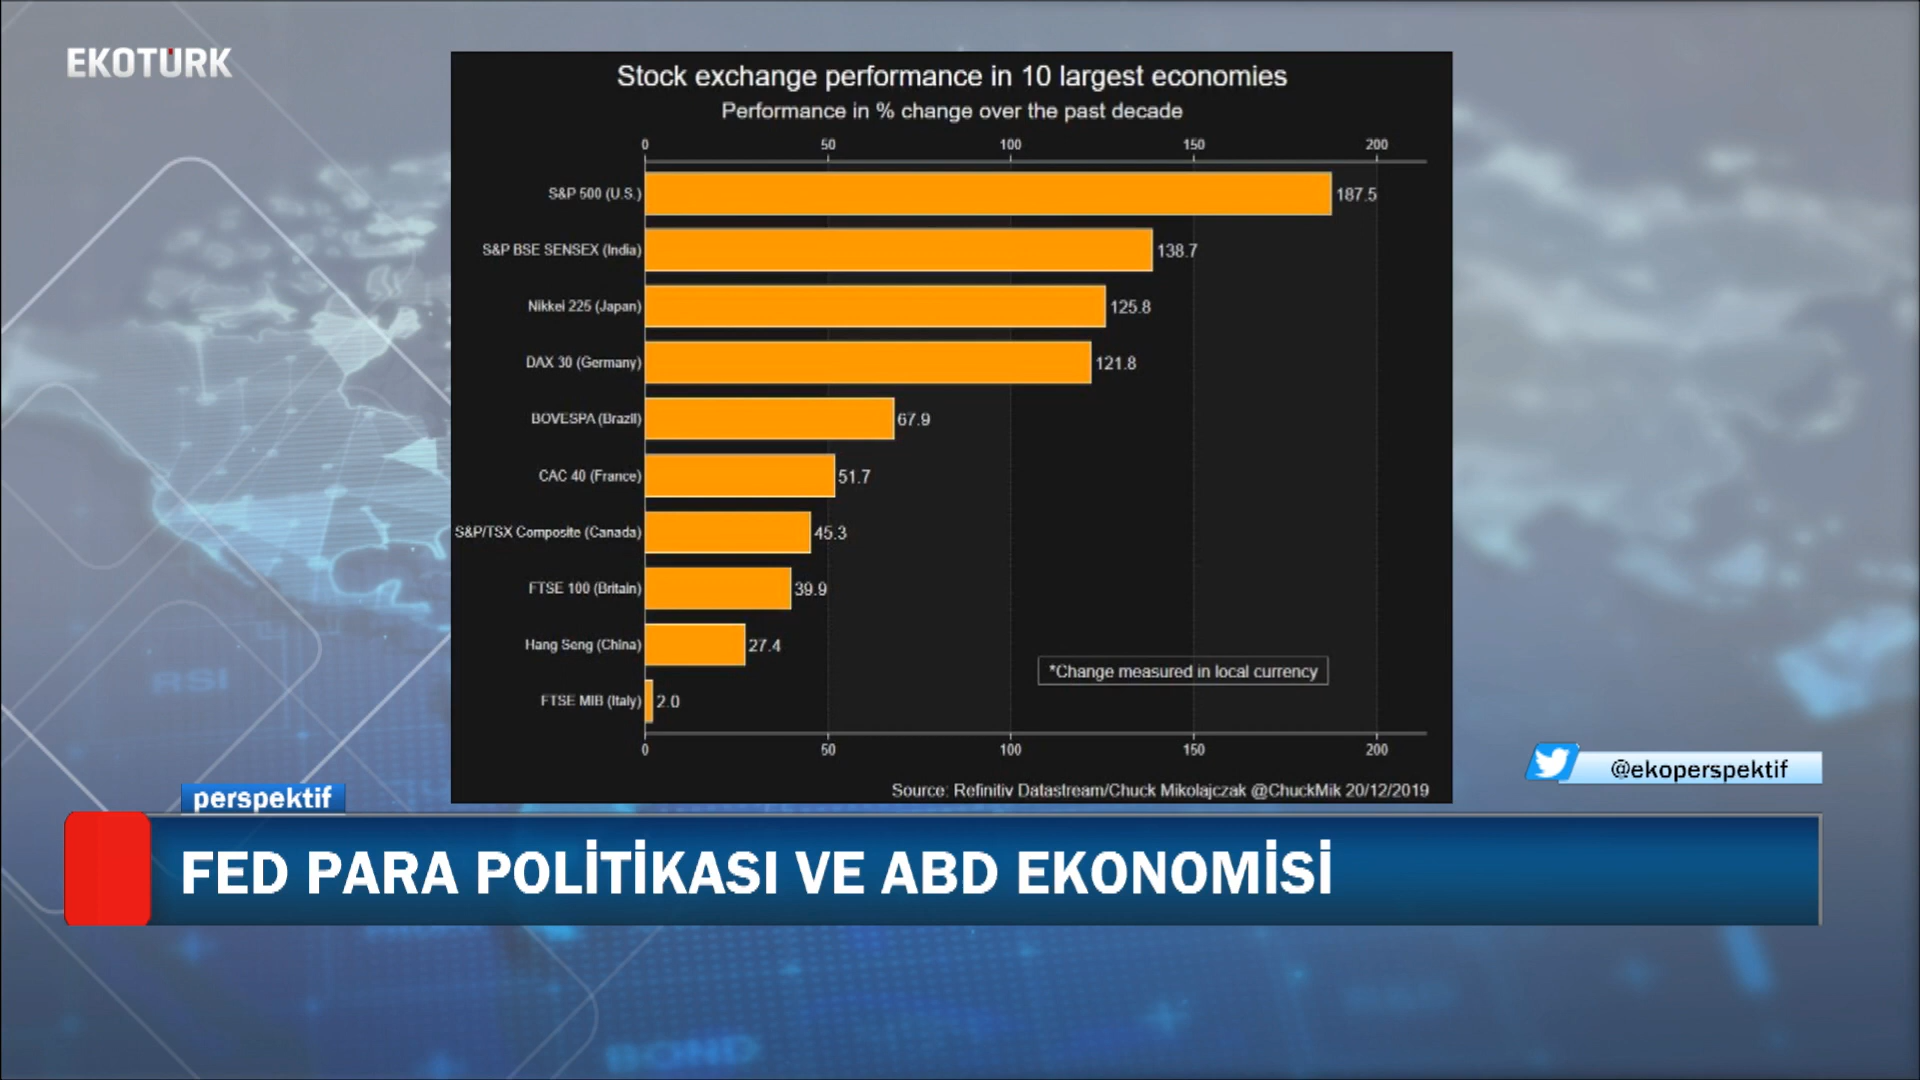 EKOTÜRK
Stock exchange performance in 10 largest economies
Performance in % change over the past decade
0 50 100 150 200
S&P 500 (U.S.) 187.5
S&P BSE SENSEX (India) 138.7
Nikkei 225 (Japan) 125.8
DAX 30 (Germany) 121.8
BOVESPA (Brazil) 67.9
CAC 40 (France) 51.7
S&P/TSX Composite (Canada) 45.3
FTSE 100 (Britain) 39.9
Hang Seng (China) 27.4
RSI
*Change measured in local currency
FTSE MIB (Italy) 2.0
0 50 100 150 200
Source: Refinitiv Datastream/Chuck Mikolajczak @ChuckMik 20/12/2019
@ekoperspektif
perspektif
FED PARA POLİTİKASI VE ABD EKONOMİSİ
BOND